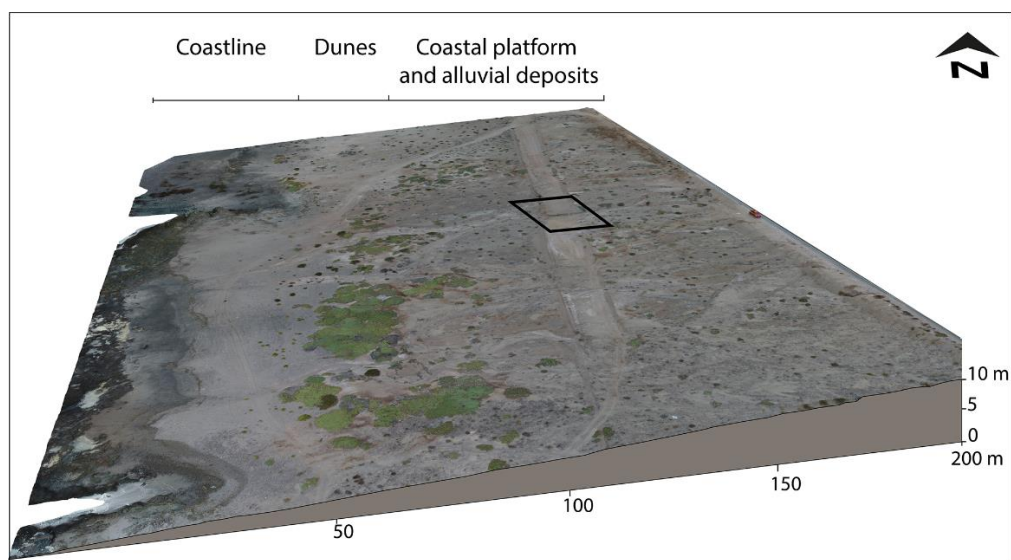 Coastline
Dunes
Coastal platform
and alluvial deposits
N
10 m
5
0
200 m
150
100
50